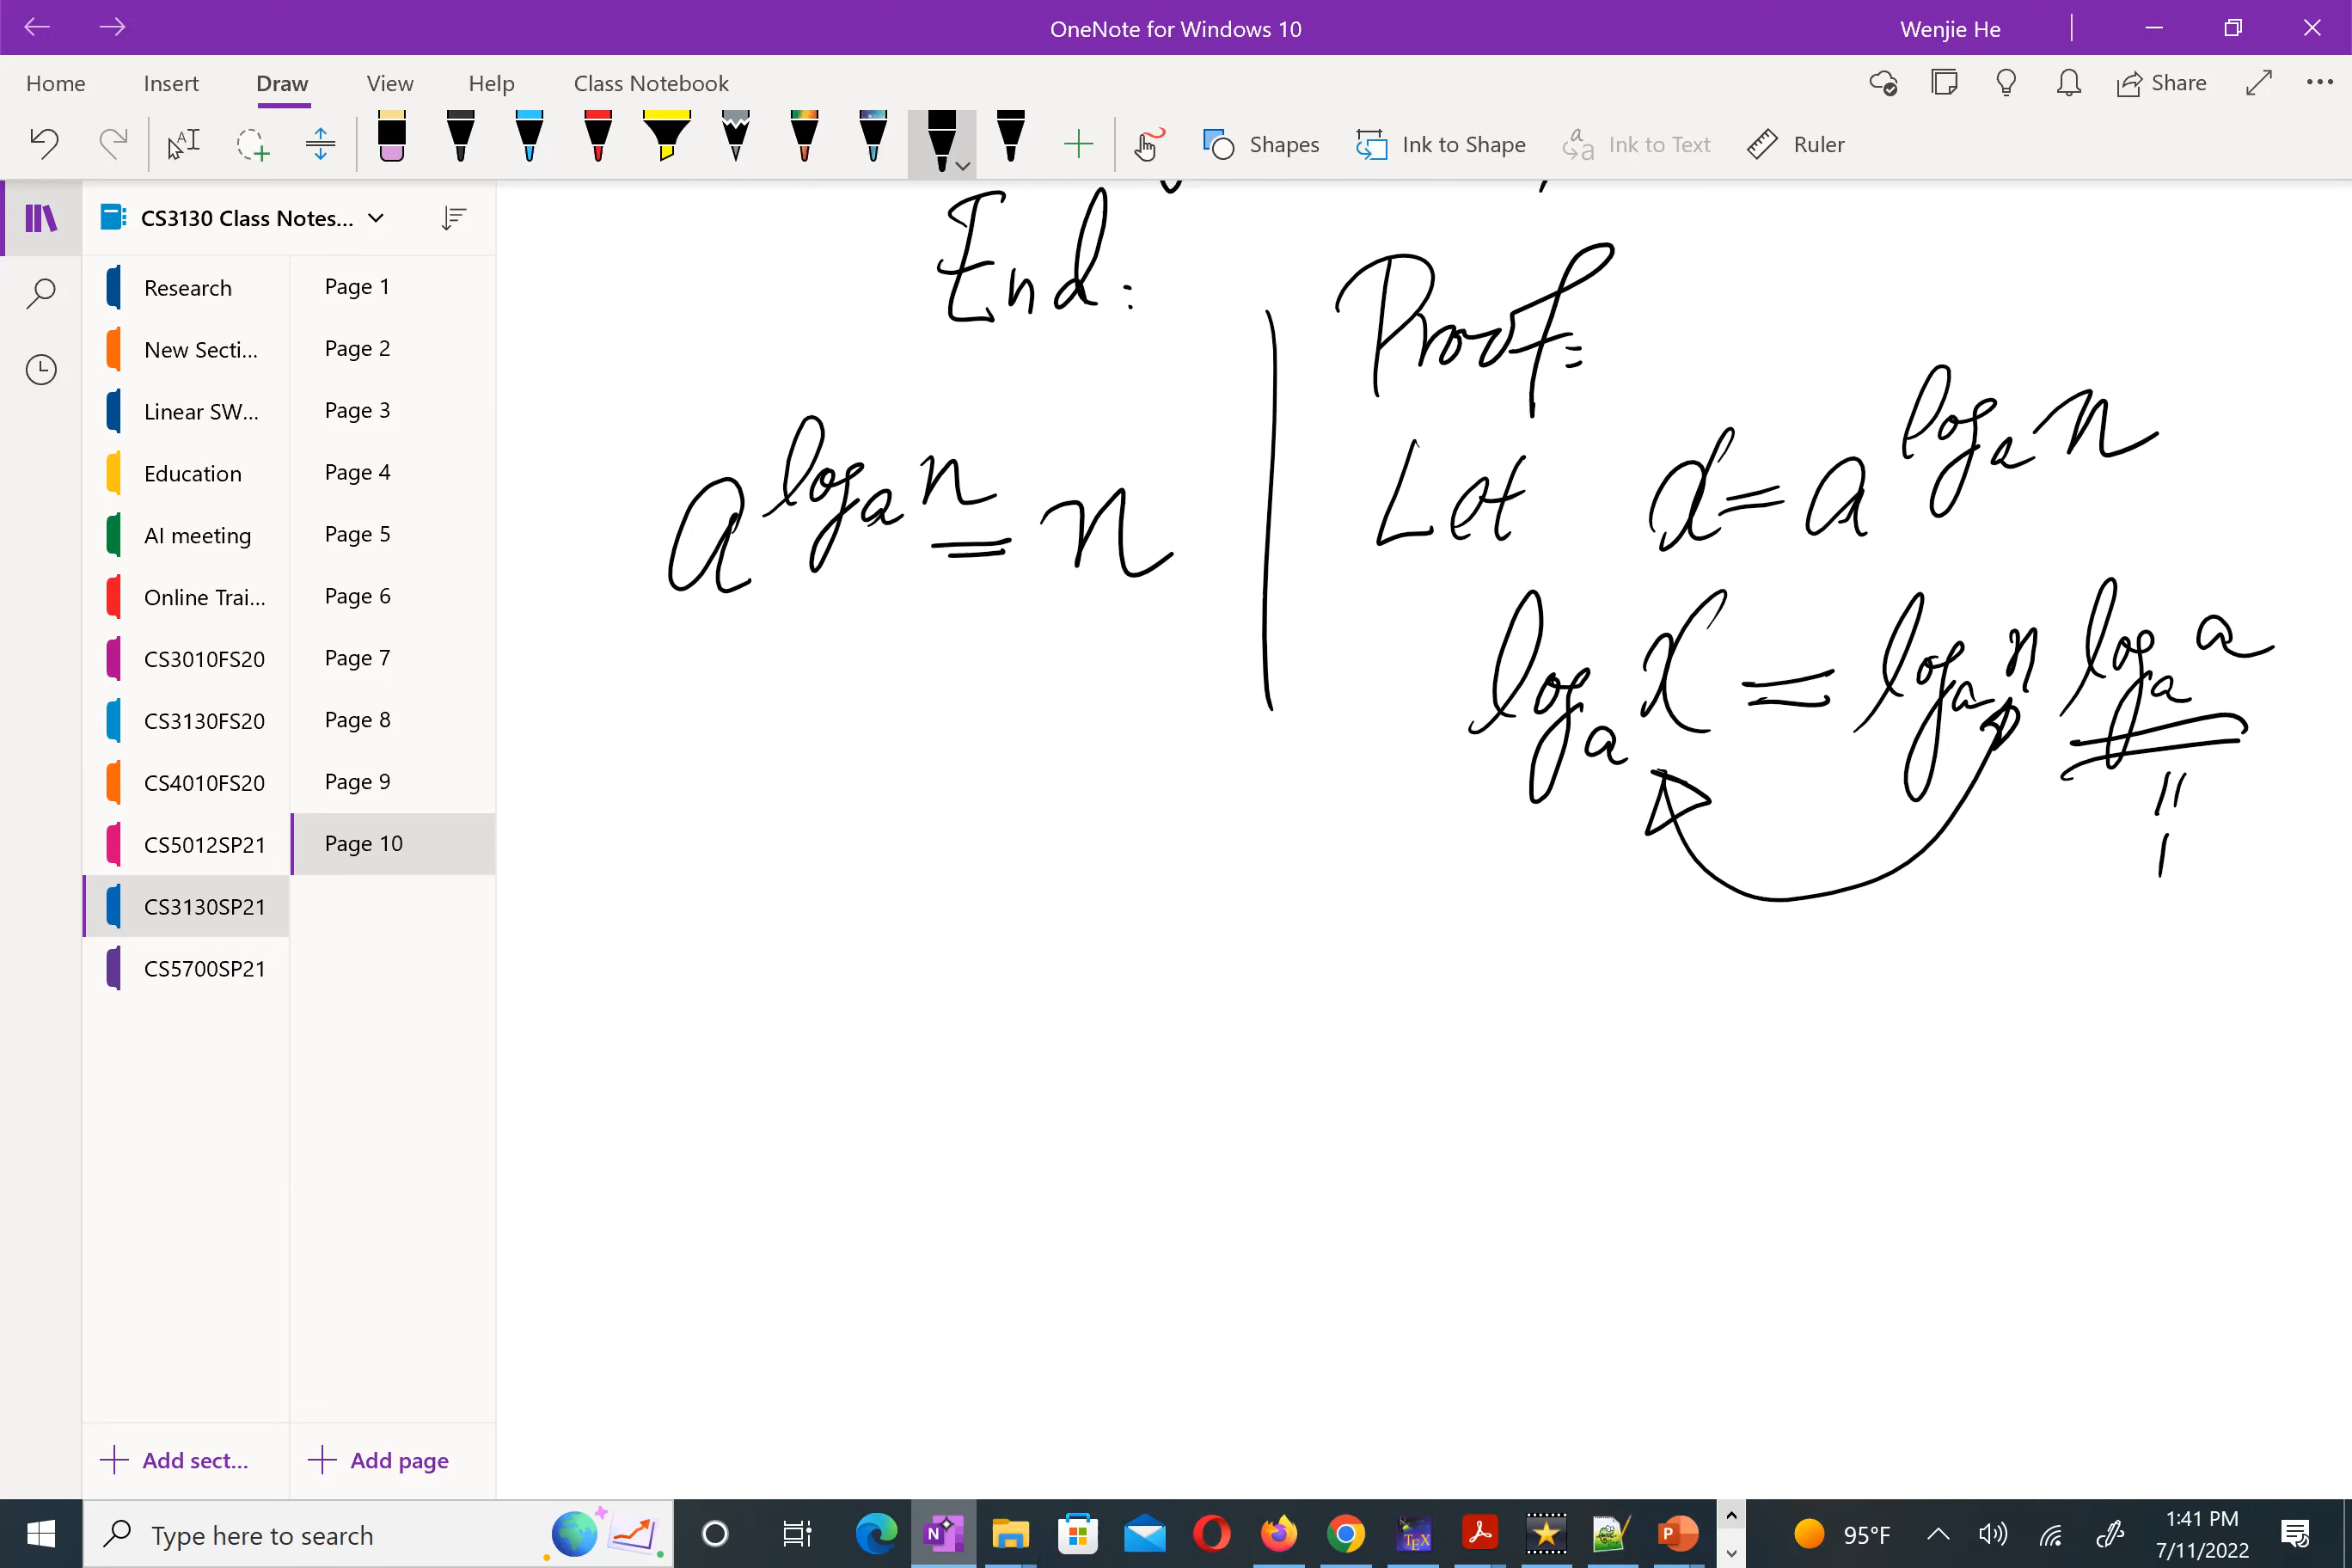 OneNote for Windows 10
Wenjie He
Home Insert Draw View Help Class Notebook
Share
Shapes Ink to Shape Ink to Text Ruler
CS3130 Class Notes...
Research
New Secti...
Linear SW...
Education
AI meeting
Online Trai...
CS3010FS20
CS3130FS20
CS4010FS20
CS5012SP21
CS3130SP21
CS5700SP21
Page 1
Page 2
Page 3
Page 4
Page 5
Page 6
Page 7
Page 8
Page 9
Page 10
Add sect...
Add page
End:
a^{log_a n} = n
Proof:
Let x = a^{log_a n}
log_a x = log_a n log_a a
"
1
Type here to search
95°F
1:41 PM
7/11/2022